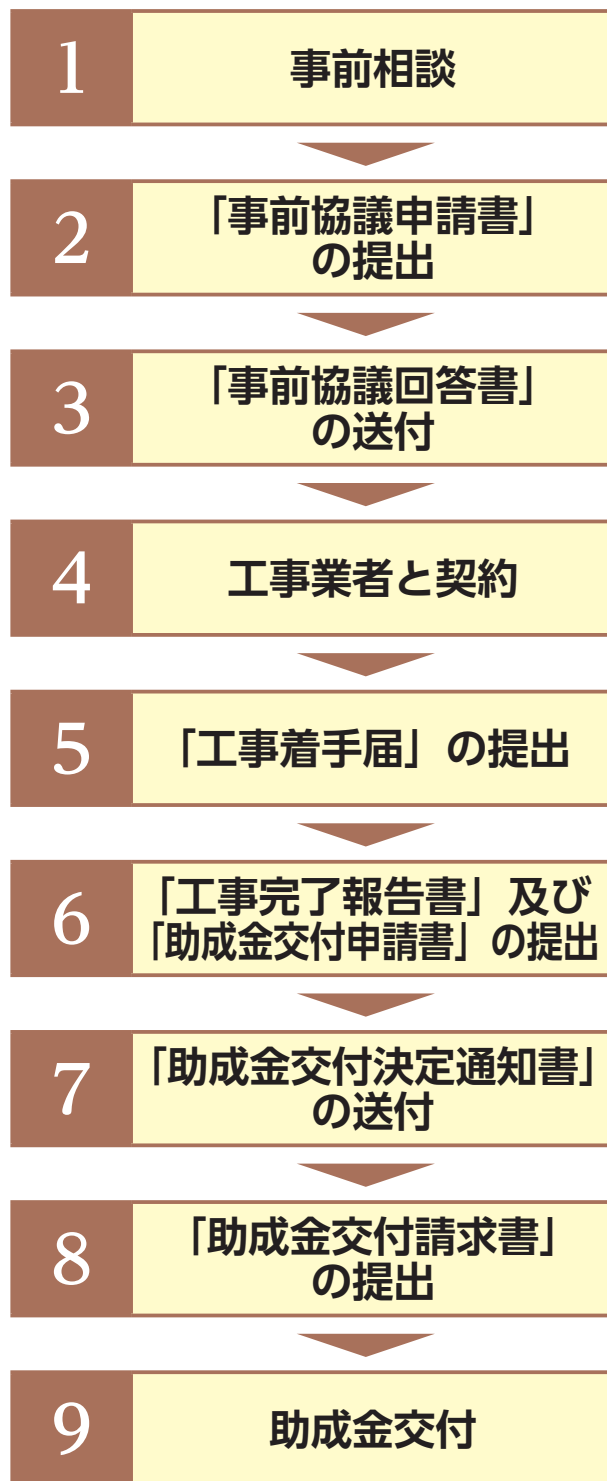 1
事前相談
2
「事前協議申請書」
の提出
3
「事前協議回答書」
の送付
4
工事業者と契約
5
「工事着手届」の提出
6
「工事完了報告書」及び
「助成金交付申請書」の提出
7
「助成金交付決定通知書」
の送付
8
「助成金交付請求書」
の提出
9
助成金交付